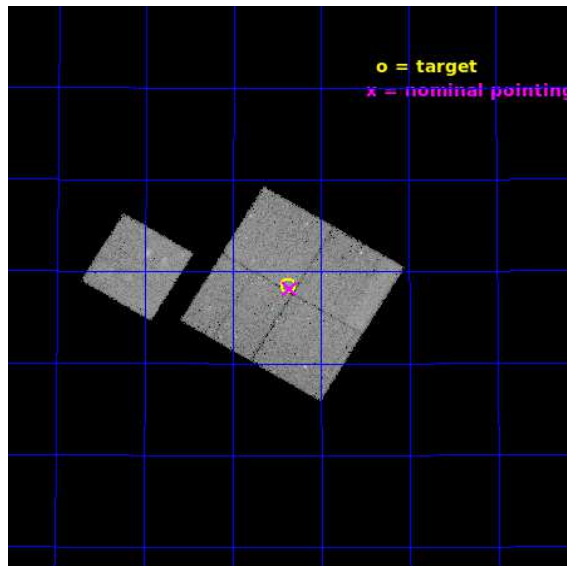 o = target
x = nominal pointing